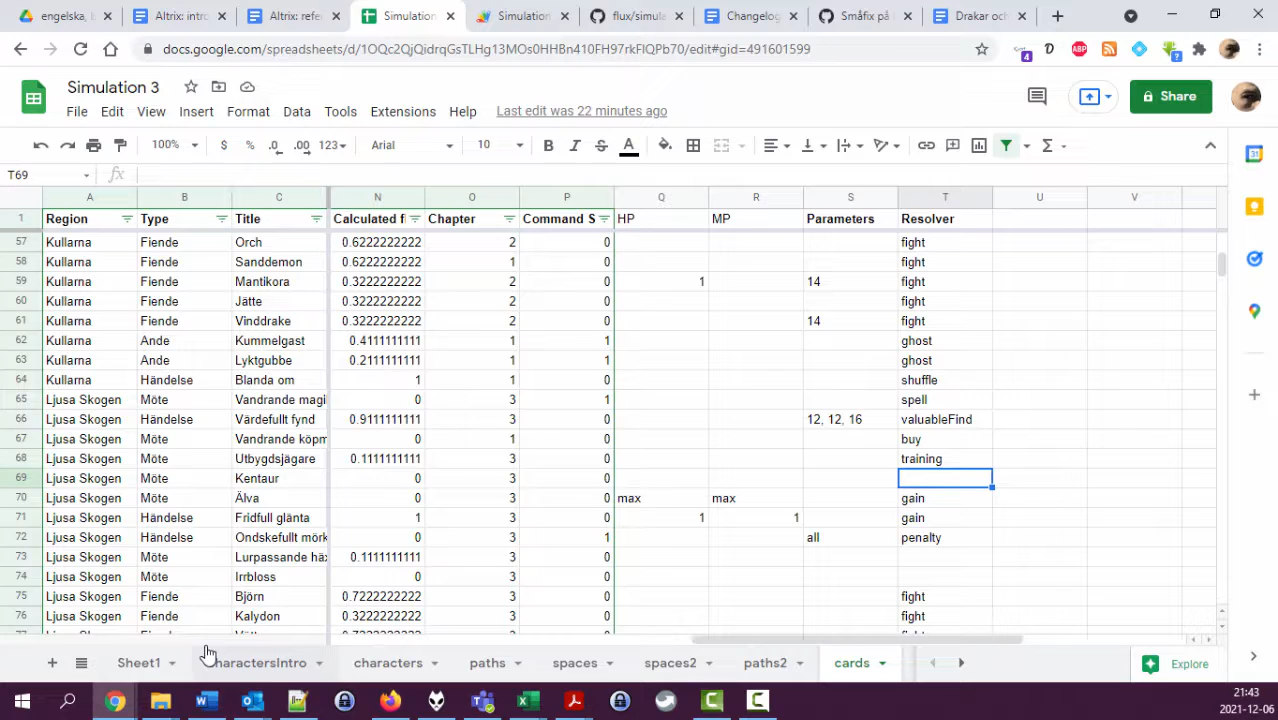 engelska, b
Altrix: intro
Altrix: refe
Simulation
Simulation
flux/simula
Changelog
Småfix på
Drakar och
docs.google.com/spreadsheets/d/1OQc2QjQidrqGsTLHg13MOs0HHBn410FH97rkFlQPb70/edit#gid=491601599
4
ABP
?
Simulation 3
File Edit View Insert Format Data Tools Extensions Help Last edit was 22 minutes ago
Share
100% $ % .0 .00 123 Arial 10 B I S A
T69 fx
A B C N O P Q R S T U V
1 Region Type Title Calculated f Chapter Command S HP MP Parameters Resolver
57 Kullarna Fiende Orch 0.6222222222 2 0 fight
58 Kullarna Fiende Sanddemon 0.6222222222 1 0 fight
59 Kullarna Fiende Mantikora 0.3222222222 2 0 1 14 fight
60 Kullarna Fiende Jätte 0.3222222222 2 0 fight
61 Kullarna Fiende Vinddrake 0.3222222222 2 0 14 fight
62 Kullarna Ande Kummelgast 0.4111111111 1 1 ghost
63 Kullarna Ande Lyktgubbe 0.2111111111 1 1 ghost
64 Kullarna Händelse Blanda om 1 1 0 shuffle
65 Ljusa Skogen Möte Vandrande magi 0 3 1 spell
66 Ljusa Skogen Händelse Värdefullt fynd 0.9111111111 3 0 12, 12, 16 valuableFind
67 Ljusa Skogen Möte Vandrande köpm 0 1 0 buy
68 Ljusa Skogen Möte Utbygdsjägare 0.1111111111 3 0 training
69 Ljusa Skogen Möte Kentaur 0 3 0
70 Ljusa Skogen Möte Älva 0 3 0 max max gain
71 Ljusa Skogen Händelse Fridfull glänta 1 3 0 1 1 gain
72 Ljusa Skogen Händelse Ondskefullt mörk 0 3 1 all penalty
73 Ljusa Skogen Möte Lurpassande häx 0.1111111111 3 0
74 Ljusa Skogen Möte Irrbloss 0 3 0
75 Ljusa Skogen Fiende Björn 0.7222222222 3 0 fight
76 Ljusa Skogen Fiende Kalydon 0.3222222222 3 0 fight
Sheet1 haractersIntro characters paths spaces spaces2 paths2 cards Explore
21:43
2021-12-06